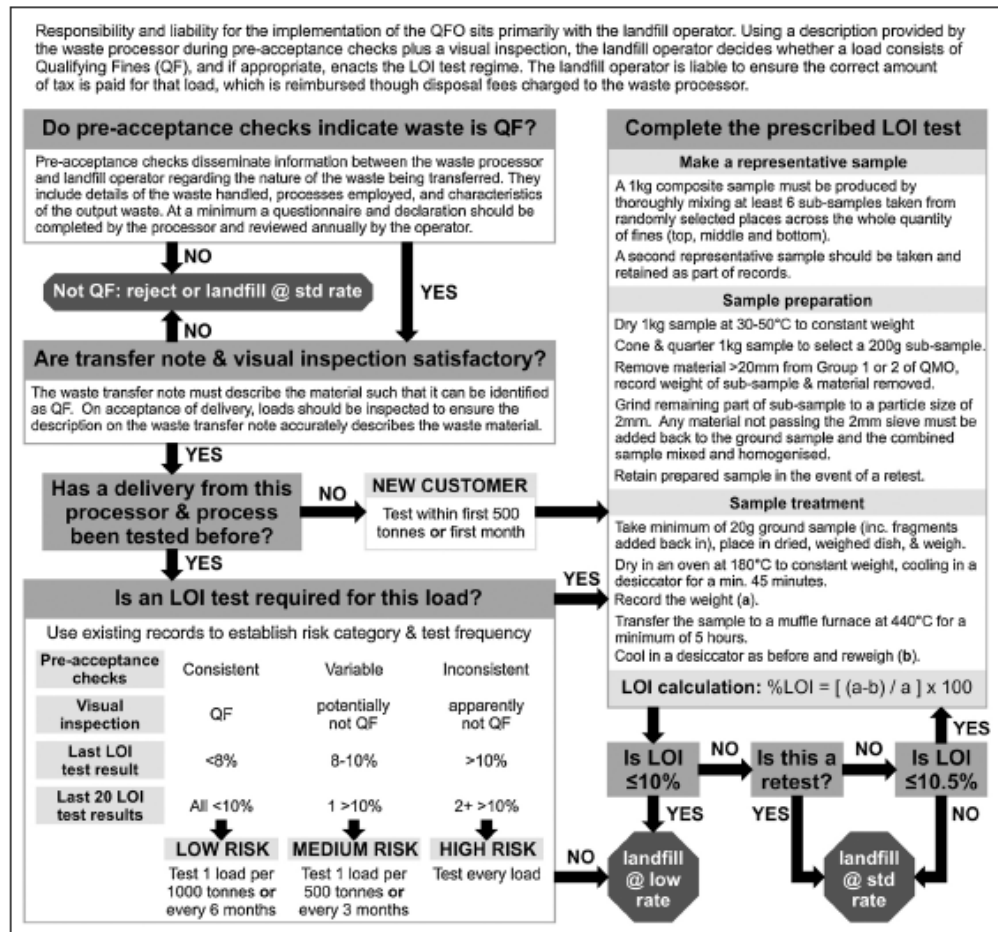 Responsibility and liability for the implementation of the QFO sits primarily with the landfill operator. Using a description provided by
the waste processor during pre-acceptance checks plus a visual inspection, the landfill operator decides whether a load consists of
Qualifying Fines (QF), and if appropriate, enacts the LOI test regime. The landfill operator is liable to ensure the correct amount
of tax is paid for that load, which is reimbursed though disposal fees charged to the waste processor.
Do pre-acceptance checks indicate waste is QF?
Pre-acceptance checks disseminate information between the waste processor
and landfill operator regarding the nature of the waste being transferred. They
include details of the waste handled, processes employed, and characteristics
of the output waste. At a minimum a questionnaire and declaration should be
completed by the processor and reviewed annually by the operator.
NO
Not QF: reject or landfill @ std rate
YES
NO
Are transfer note & visual inspection satisfactory?
The waste transfer note must describe the material such that it can be identified
as QF. On acceptance of delivery, loads should be inspected to ensure the
description on the waste transfer note accurately describes the waste material.
YES
Has a delivery from this
processor & process
been tested before?
NO
NEW CUSTOMER
Test within first 500
tonnes or first month
YES
Is an LOI test required for this load?
YES
Use existing records to establish risk category & test frequency
Pre-acceptance
checks
Consistent
Variable
Inconsistent
Visual
inspection
QF
potentially
not QF
apparently
not QF
Last LOI
test result
<8%
8-10%
>10%
Last 20 LOI
test results
All <10%
1 >10%
2+ >10%
LOW RISK
Test 1 load per
1000 tonnes or
every 6 months
MEDIUM RISK
Test 1 load per
500 tonnes or
every 3 months
HIGH RISK
Test every load
NO
Complete the prescribed LOI test
Make a representative sample
A 1kg composite sample must be produced by
thoroughly mixing at least 6 sub-samples taken from
randomly selected places across the whole quantity
of fines (top, middle and bottom).
A second representative sample should be taken and
retained as part of records.
Sample preparation
Dry 1kg sample at 30-50°C to constant weight
Cone & quarter 1kg sample to select a 200g sub-sample.
Remove material >20mm from Group 1 or 2 of QMO,
record weight of sub-sample & material removed.
Grind remaining part of sub-sample to a particle size of
2mm. Any material not passing the 2mm sieve must be
added back to the ground sample and the combined
sample mixed and homogenised.
Retain prepared sample in the event of a retest.
Sample treatment
Take minimum of 20g ground sample (inc. fragments
added back in), place in dried, weighed dish, & weigh.
Dry in an oven at 180°C to constant weight, cooling in a
desiccator for a min. 45 minutes.
Record the weight (a).
Transfer the sample to a muffle furnace at 440°C for a
minimum of 5 hours.
Cool in a desiccator as before and reweigh (b).
LOI calculation: %LOI = [ (a-b) / a ] x 100
Is LOI
≤10%
NO
Is this a
retest?
NO
Is LOI
≤10.5%
YES
YES
YES
NO
landfill
@ low
rate
landfill
@ std
rate